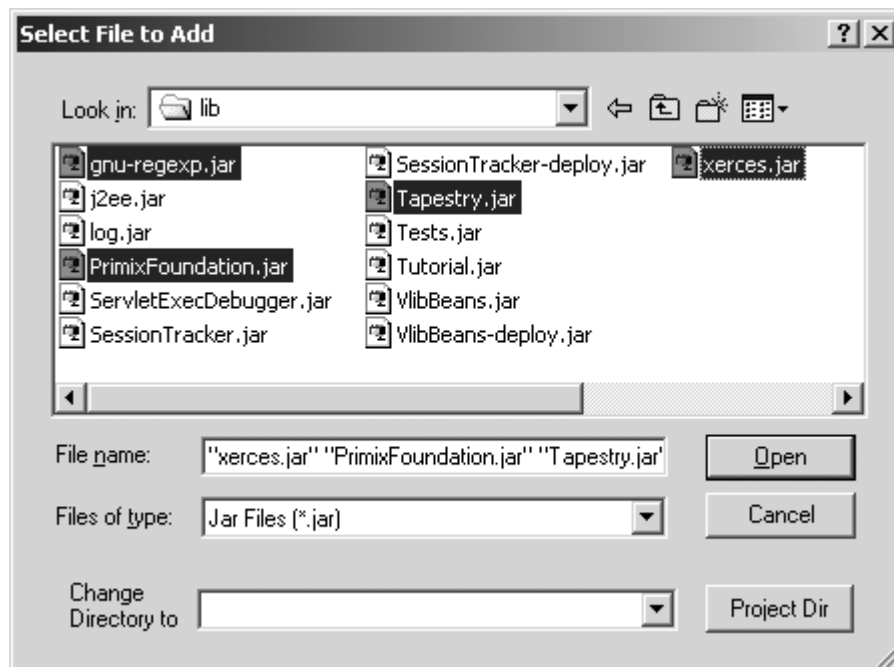 Select File to Add
Look in: lib
gnu-regexp.jar
j2ee.jar
log.jar
PrimixFoundation.jar
ServletExecDebugger.jar
SessionTracker.jar
SessionTracker-deploy.jar
Tapestry.jar
Tests.jar
Tutorial.jar
VlibBeans.jar
VlibBeans-deploy.jar
xerces.jar
File name: "xerces.jar" "PrimixFoundation.jar" "Tapestry.jar"
Open
Files of type: Jar Files (*.jar)
Cancel
Change
Directory to
Project Dir